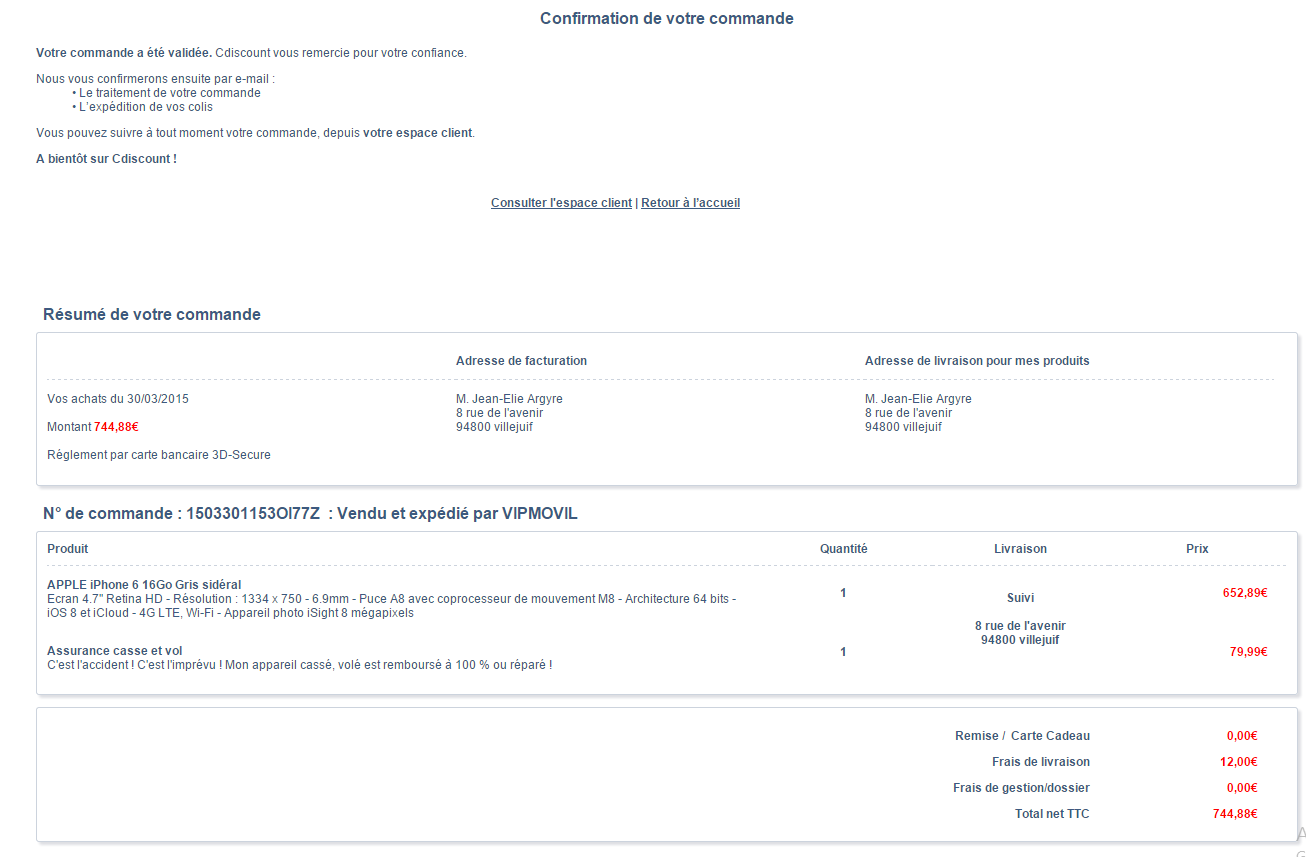 Confirmation de votre commande
Votre commande a été validée. Cdiscount vous remercie pour votre confiance.
Nous vous confirmerons ensuite par e-mail :
• Le traitement de votre commande
• L'expédition de vos colis
Vous pouvez suivre à tout moment votre commande, depuis votre espace client.
A bientôt sur Cdiscount !
Consulter l'espace client | Retour à l'accueil
Résumé de votre commande
Adresse de facturation Adresse de livraison pour mes produits
Vos achats du 30/03/2015 M. Jean-Elie Argyre M. Jean-Elie Argyre
8 rue de l'avenir 8 rue de l'avenir
Montant 744,88€ 94800 villejuif 94800 villejuif
Réglement par carte bancaire 3D-Secure
N° de commande : 1503301153OI77Z : Vendu et expédié par VIPMOVIL
Produit Quantité Livraison Prix
APPLE iPhone 6 16Go Gris sidéral 1 652,89€
Ecran 4.7" Retina HD - Résolution : 1334 x 750 - 6.9mm - Puce A8 avec coprocesseur de mouvement M8 - Architecture 64 bits - Suivi
iOS 8 et iCloud - 4G LTE, Wi-Fi - Appareil photo iSight 8 mégapixels
8 rue de l'avenir
94800 villejuif
Assurance casse et vol 1 79,99€
C'est l'accident ! C'est l'imprévu ! Mon appareil cassé, volé est remboursé à 100 % ou réparé !
Remise / Carte Cadeau 0,00€
Frais de livraison 12,00€
Frais de gestion/dossier 0,00€
Total net TTC 744,88€